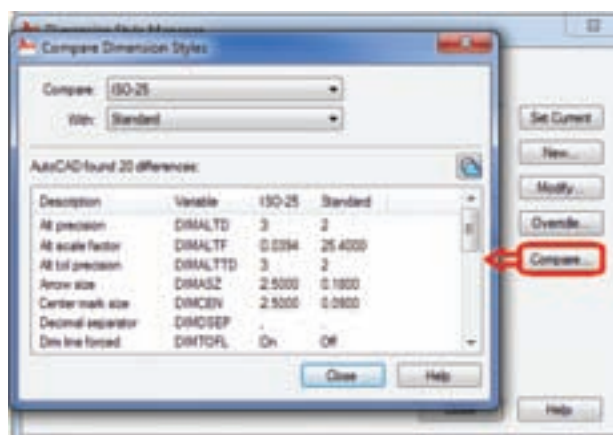 Dimension Style Manager
Compare Dimension Styles
Compare: ISO-25
With: Standard
AutoCAD found 20 differences:
Description Variable ISO-25 Standard
Alt precision DIMALTD 3 2
Alt scale factor DIMALTF 0.0394 25.4000
Alt tol precision DIMALTTD 3 2
Arrow size DIMASZ 2.5000 0.1800
Center mark size DIMCEN 2.5000 0.0900
Decimal separator DIMDSEP , .
Dim line forced DIMTOFL On Off
Close Help
Set Current
New...
Modify...
Override...
Compare...
Help